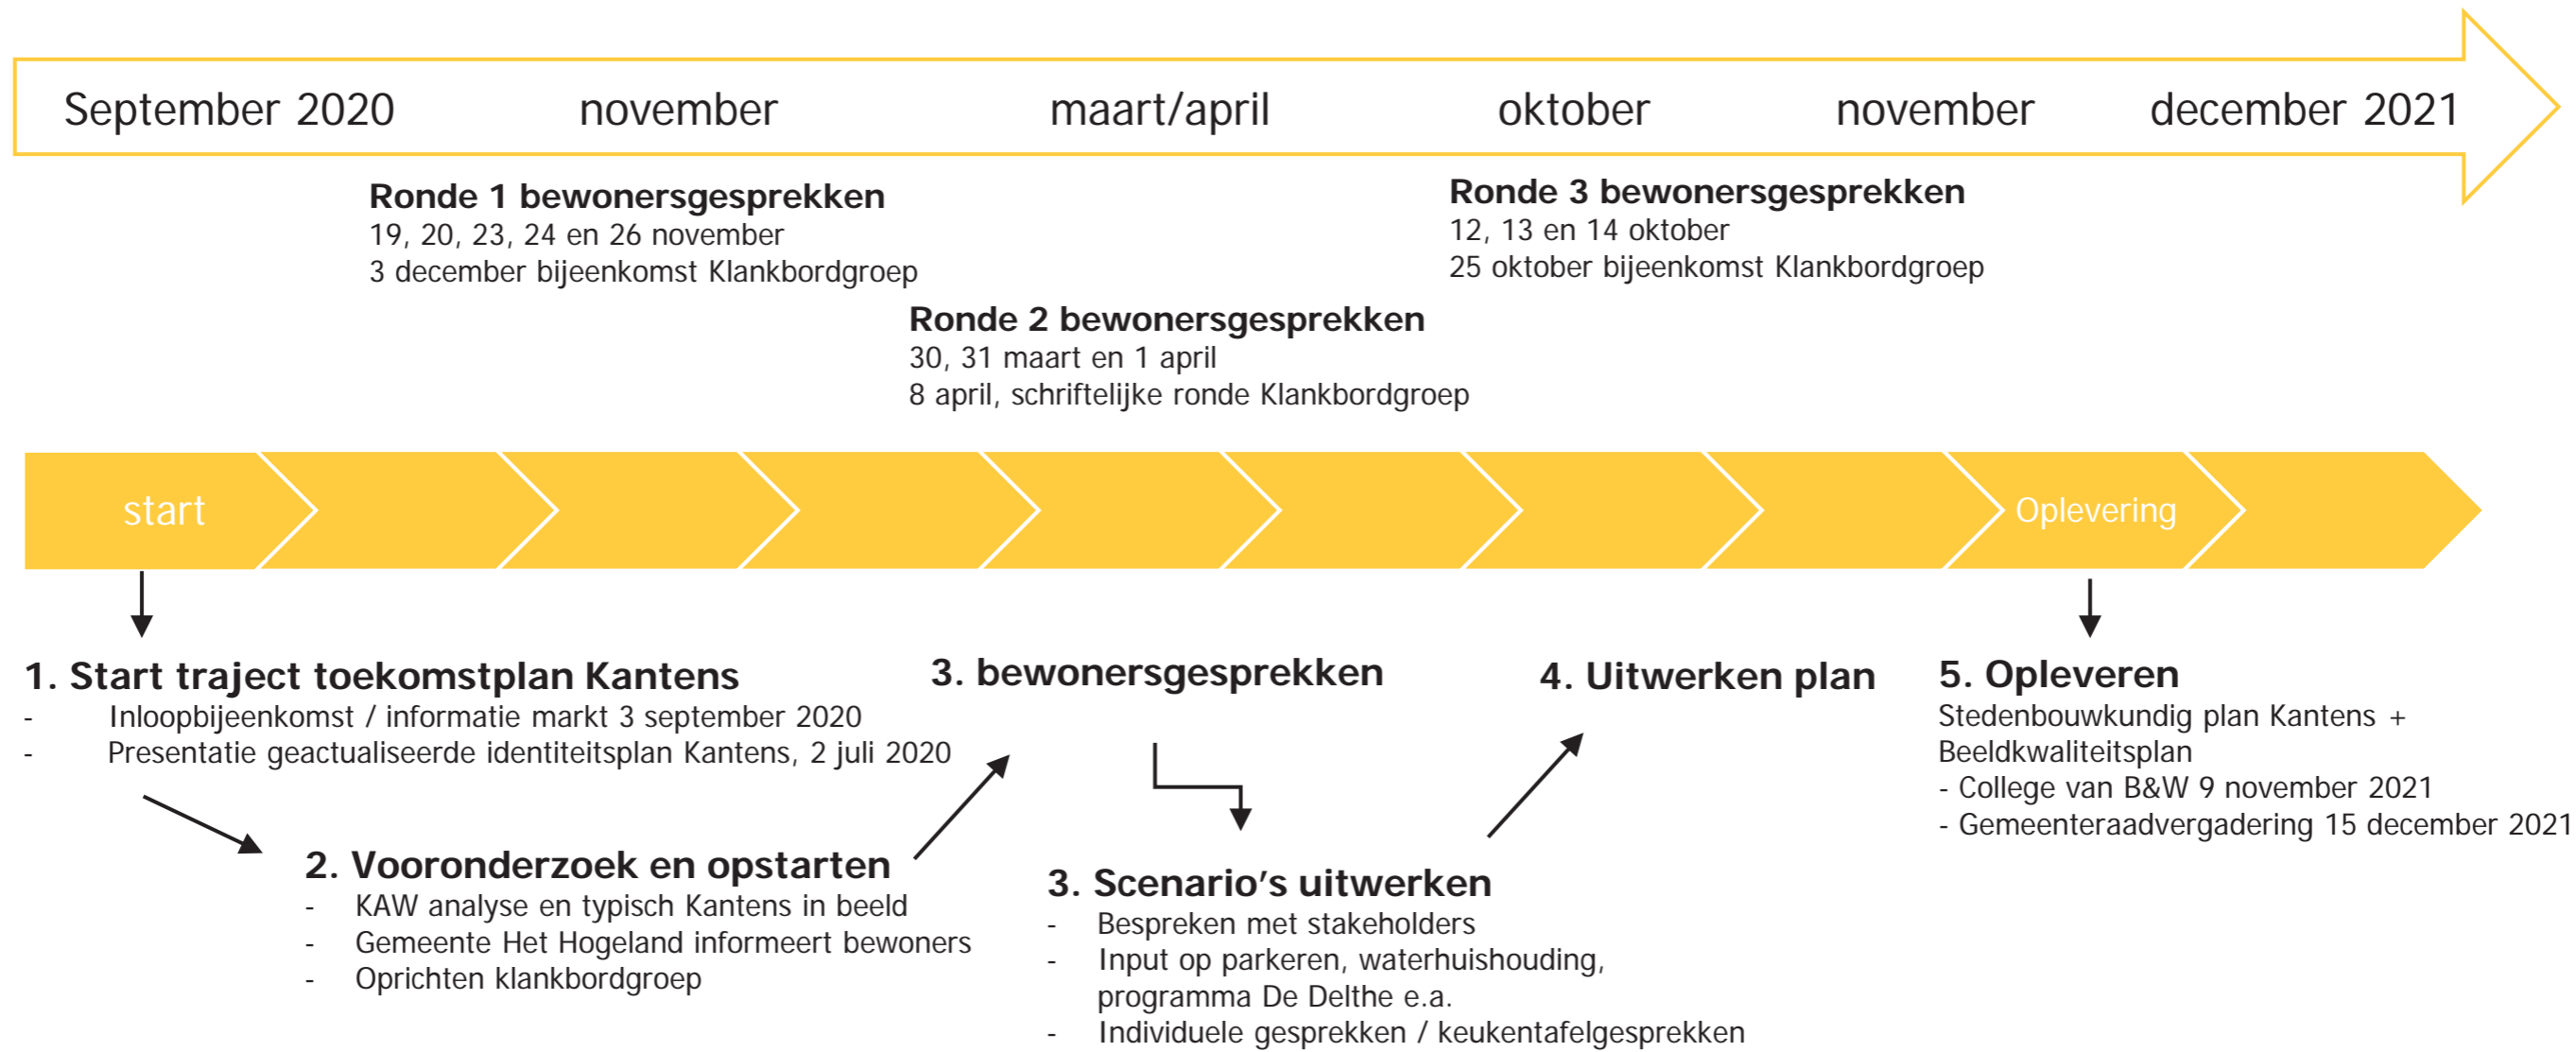 September 2020 november maart/april oktober november december 2021
Ronde 1 bewonersgesprekken
19, 20, 23, 24 en 26 november
3 december bijeenkomst Klankbordgroep
Ronde 2 bewonersgesprekken
30, 31 maart en 1 april
8 april, schriftelijke ronde Klankbordgroep
Ronde 3 bewonersgesprekken
12, 13 en 14 oktober
25 oktober bijeenkomst Klankbordgroep
start
Oplevering
1. Start traject toekomstplan Kantens
- Inloopbijeenkomst / informatie markt 3 september 2020
- Presentatie geactualiseerde identiteitsplan Kantens, 2 juli 2020
2. Vooronderzoek en opstarten
- KAW analyse en typisch Kantens in beeld
- Gemeente Het Hogeland informeert bewoners
- Oprichten klankbordgroep
3. bewonersgesprekken
3. Scenario's uitwerken
- Bespreken met stakeholders
- Input op parkeren, waterhuishouding,
programma De Delthe e.a.
- Individuele gesprekken / keukentafelgesprekken
4. Uitwerken plan
5. Opleveren
Stedenbouwkundig plan Kantens +
Beeldkwaliteitsplan
- College van B&W 9 november 2021
- Gemeenteraadvergadering 15 december 2021